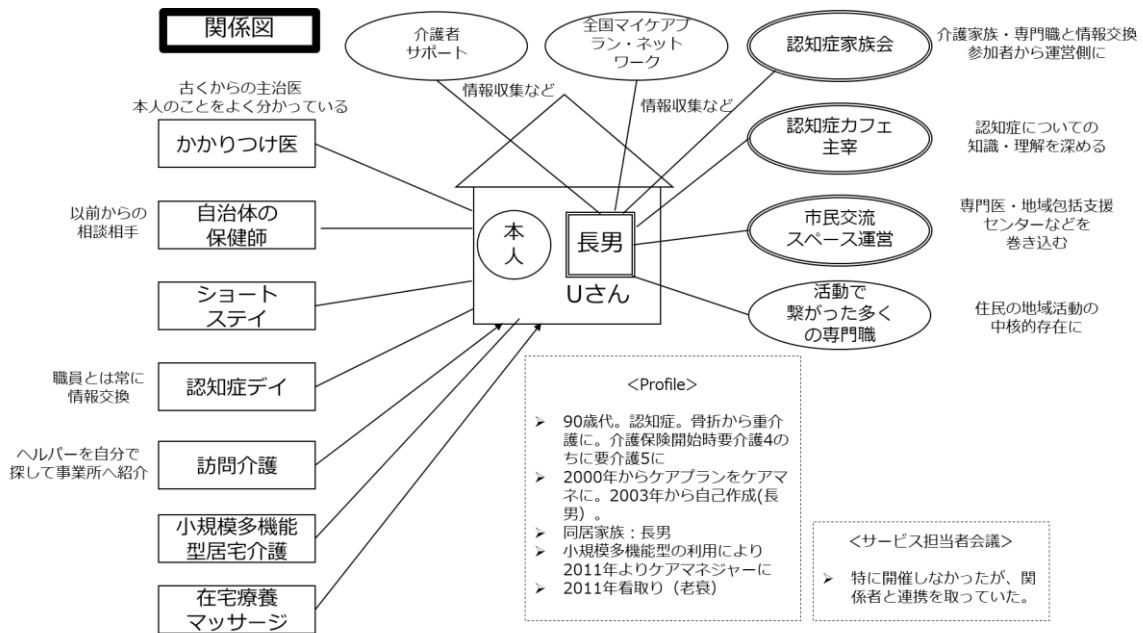 関係図
介護者
サポート
全国マイケアプ
ラン・ネット
ワーク
認知症家族会
介護家族・専門職と情報交換
参加者から運営側に
情報収集など
情報収集など
古くからの主治医
本人のことをよく分かっている
かかりつけ医
認知症カフェ
主宰
認知症についての
知識・理解を深める
以前からの
相談相手
自治体の
保健師
本
人
長男
Uさん
市民交流
スペース運営
専門医・地域包括支援
センターなどを
巻き込む
ショート
ステイ
活動で
繋がった多く
の専門職
住民の地域活動の
中核的存在に
職員とは常に
情報交換
認知症デイ
ヘルパーを自分で
探して事業所へ紹介
訪問介護
小規模多機能
型居宅介護
在宅療養
マッサージ
<Profile>
➢ 90歳代。認知症。骨折から重介
護に。介護保険開始時要介護4の
ちに要介護5に
➢ 2000年からケアプランをケアマ
ネに。2003年から自己作成(長
男）。
➢ 同居家族：長男
➢ 小規模多機能型の利用により
2011年よりケアマネジャーに
➢ 2011年看取り（老衰）
<サービス担当者会議>
➢ 特に開催しなかったが、関
係者と連携を取っていた。